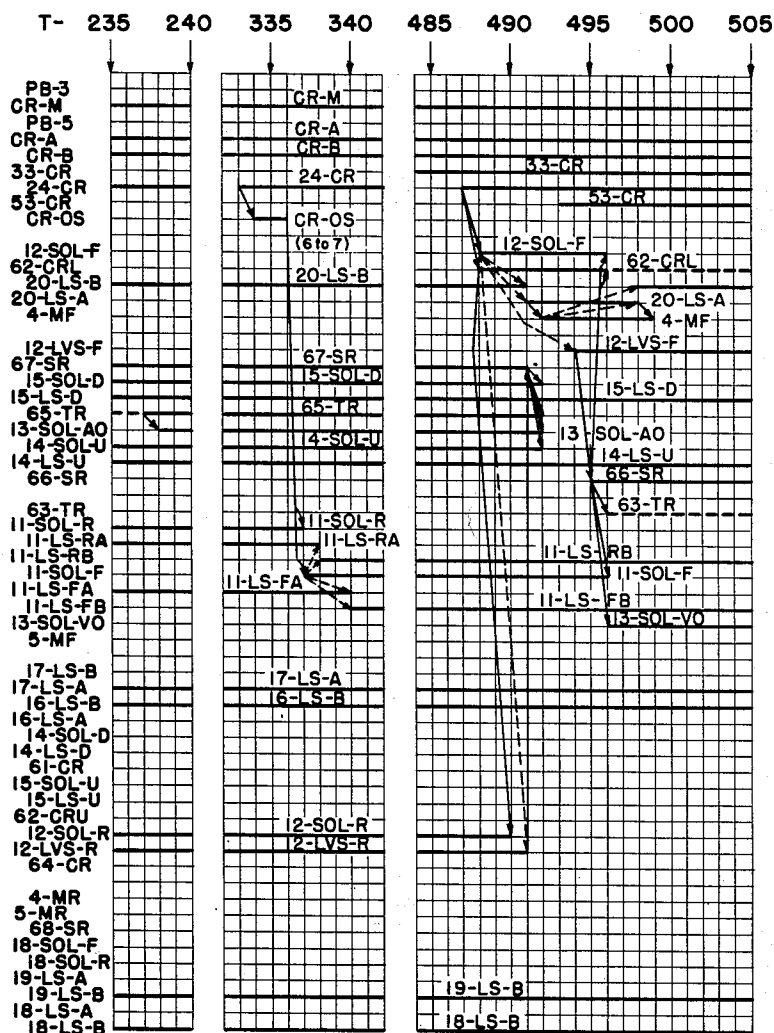 T- 235 240 335 340 485 490 495 500 505
PB-3
CR-M CR-M
PB-5
CR-A CR-A
CR-B CR-B
33-CR 33-CR
24-CR 24-CR
53-CR 53-CR
CR-OS CR-OS
(6 to 7)
12-SOL-F 12-SOL-F
62-CRL 62-CRL
20-LS-B 20-LS-B
20-LS-A 20-LS-A
4-MF 4-MF
12-LVS-F 12-LVS-F
67-SR 67-SR
15-SOL-D 15-SOL-D
15-LS-D 15-LS-D
65-TR 65-TR
13-SOL-AO 13-SOL-AO
14-SOL-U 14-SOL-U
14-LS-U 14-LS-U
66-SR 66-SR
63-TR 63-TR
11-SOL-R 11-SOL-R
11-LS-RA 11-LS-RA
11-LS-RB 11-LS-RB
11-SOL-F 11-SOL-F
11-LS-FA 11-LS-FA
11-LS-FB 11-LS-FB
13-SOL-VO 13-SOL-VO
5-MF
17-LS-B
17-LS-A 17-LS-A
16-LS-B 16-LS-B
16-LS-A
14-SOL-D
14-LS-D
61-CR
15-SOL-U
15-LS-U
62-CRU
12-SOL-R 12-SOL-R
12-LVS-R 12-LVS-R
64-CR
4-MR
5-MR
68-SR
18-SOL-F
18-SOL-R
19-LS-A
19-LS-B 19-LS-B
18-LS-A
18-LS-B 18-LS-B